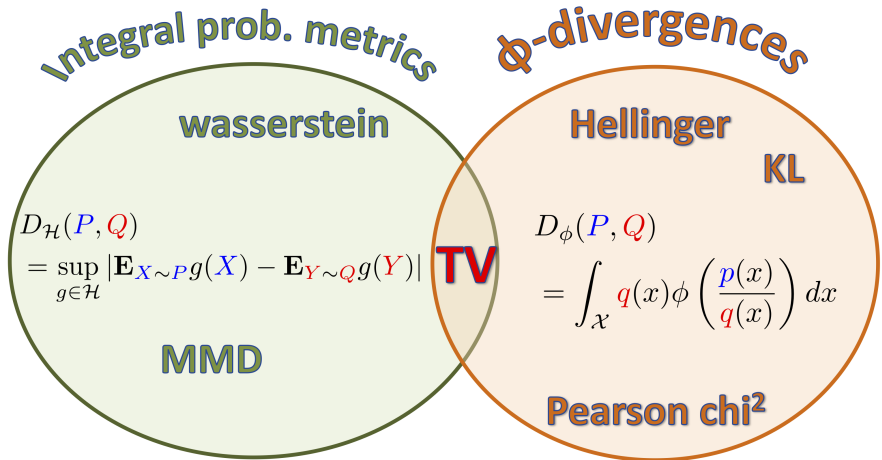 Integral prob. metrics
ϕ-divergences
wasserstein
Hellinger
KL
D_ℋ(P, Q)
= sup_{g∈ℋ} |E_{X∼P} g(X) − E_{Y∼Q} g(Y)|
TV
D_ϕ(P, Q)
= ∫_𝒳 q(x)ϕ(p(x)/q(x)) dx
MMD
Pearson chi²